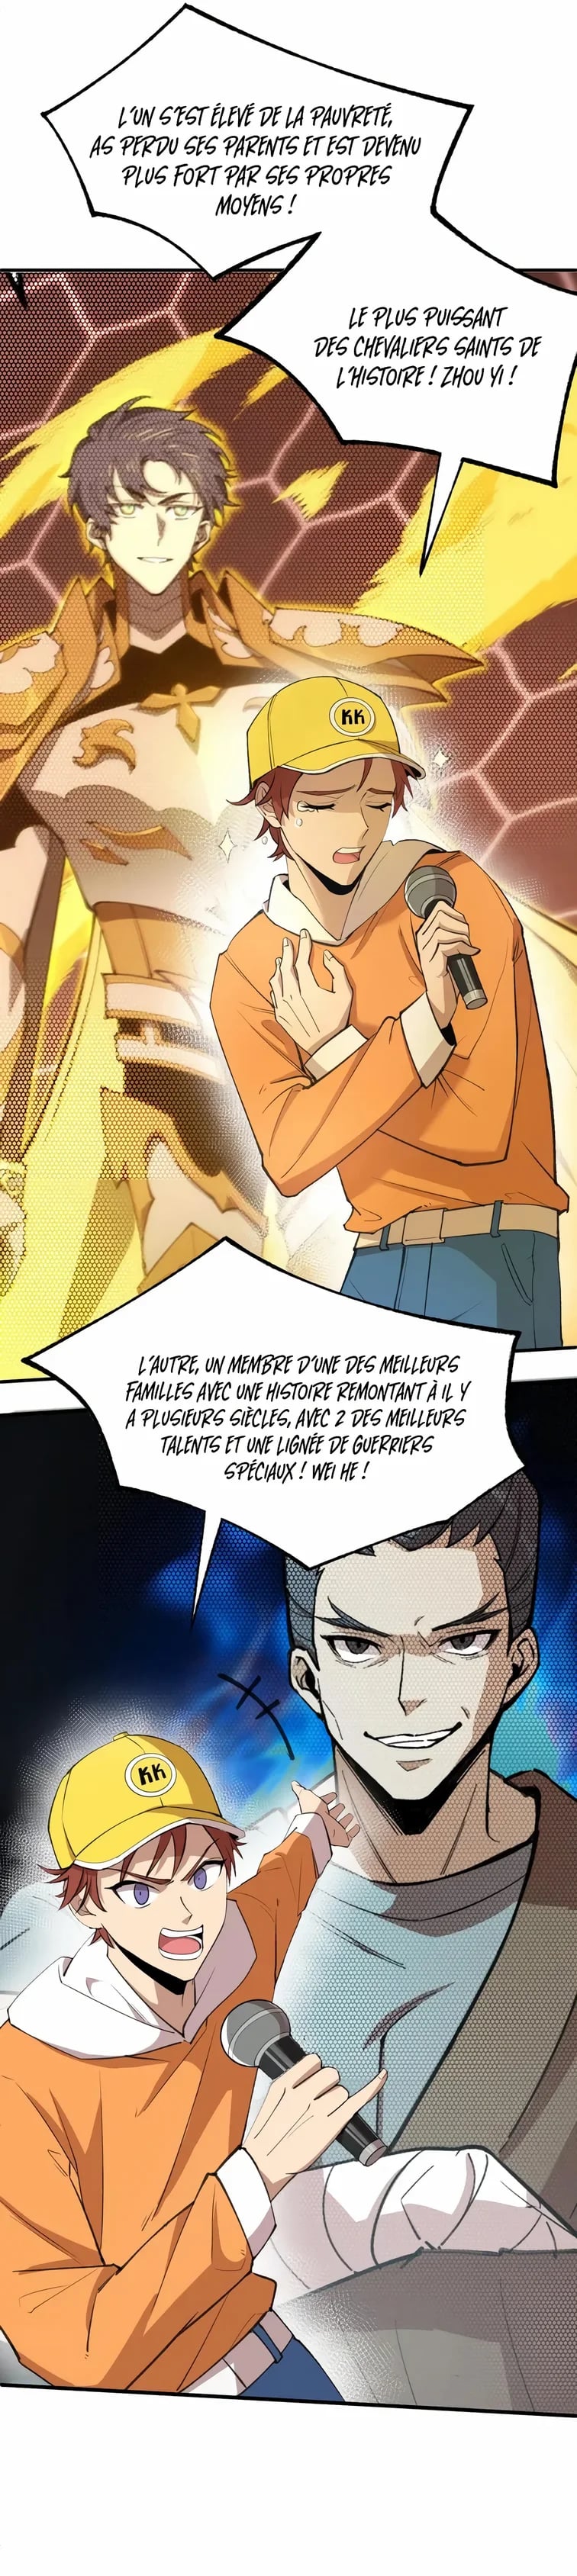 L'UN S'EST ÉLEVÉ DE LA PAUVRETÉ,
AS PERDU SES PARENTS ET EST DEVENU
PLUS FORT PAR SES PROPRES
MOYENS !
LE PLUS PUISSANT
DES CHEVALIERS SAINTS DE
L'HISTOIRE ! ZHOU YI !
KK
L'AUTRE, UN MEMBRE D'UNE DES MEILLEURS
FAMILLES AVEC UNE HISTOIRE REMONTANT À IL Y
A PLUSIEURS SIÈCLES, AVEC 2 DES MEILLEURS
TALENTS ET UNE LIGNÉE DE GUERRIERS
SPÉCIAUX ! WEI HE !
KK